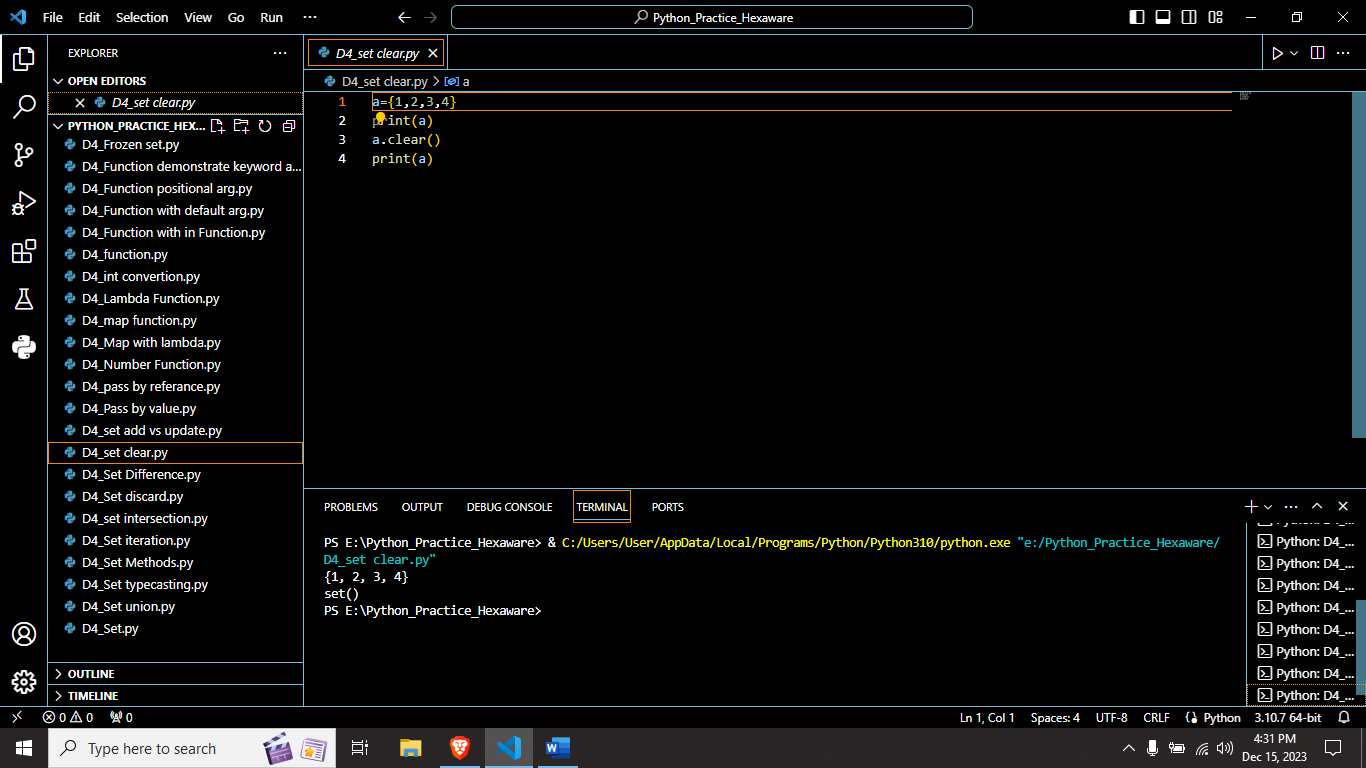 File Edit Selection View Go Run ···
Python_Practice_Hexaware
EXPLORER ···
OPEN EDITORS
D4_set clear.py
PYTHON_PRACTICE_HEX...
D4_Frozen set.py
D4_Function demonstrate keyword a...
D4_Function positional arg.py
D4_Function with default arg.py
D4_Function with in Function.py
D4_function.py
D4_int convertion.py
D4_Lambda Function.py
D4_map function.py
D4_Map with lambda.py
D4_Number Function.py
D4_pass by referance.py
D4_Pass by value.py
D4_set add vs update.py
D4_set clear.py
D4_Set Difference.py
D4_Set discard.py
D4_set intersection.py
D4_Set iteration.py
D4_Set Methods.py
D4_Set typecasting.py
D4_Set union.py
D4_Set.py
OUTLINE
TIMELINE
D4_set clear.py
D4_set clear.py > a
1 a={1,2,3,4}
2 print(a)
3 a.clear()
4 print(a)
PROBLEMS OUTPUT DEBUG CONSOLE TERMINAL PORTS
PS E:\Python_Practice_Hexaware> & C:/Users/User/AppData/Local/Programs/Python/Python310/python.exe "e:/Python_Practice_Hexaware/
D4_set clear.py"
{1, 2, 3, 4}
set()
PS E:\Python_Practice_Hexaware>
Python: D4_...
Python: D4_...
Python: D4_...
Python: D4_...
Python: D4_...
Python: D4_...
Python: D4_...
Python: D4_...
0 0 0
Ln 1, Col 1 Spaces: 4 UTF-8 CRLF Python 3.10.7 64-bit
Type here to search
4:31 PM
Dec 15, 2023